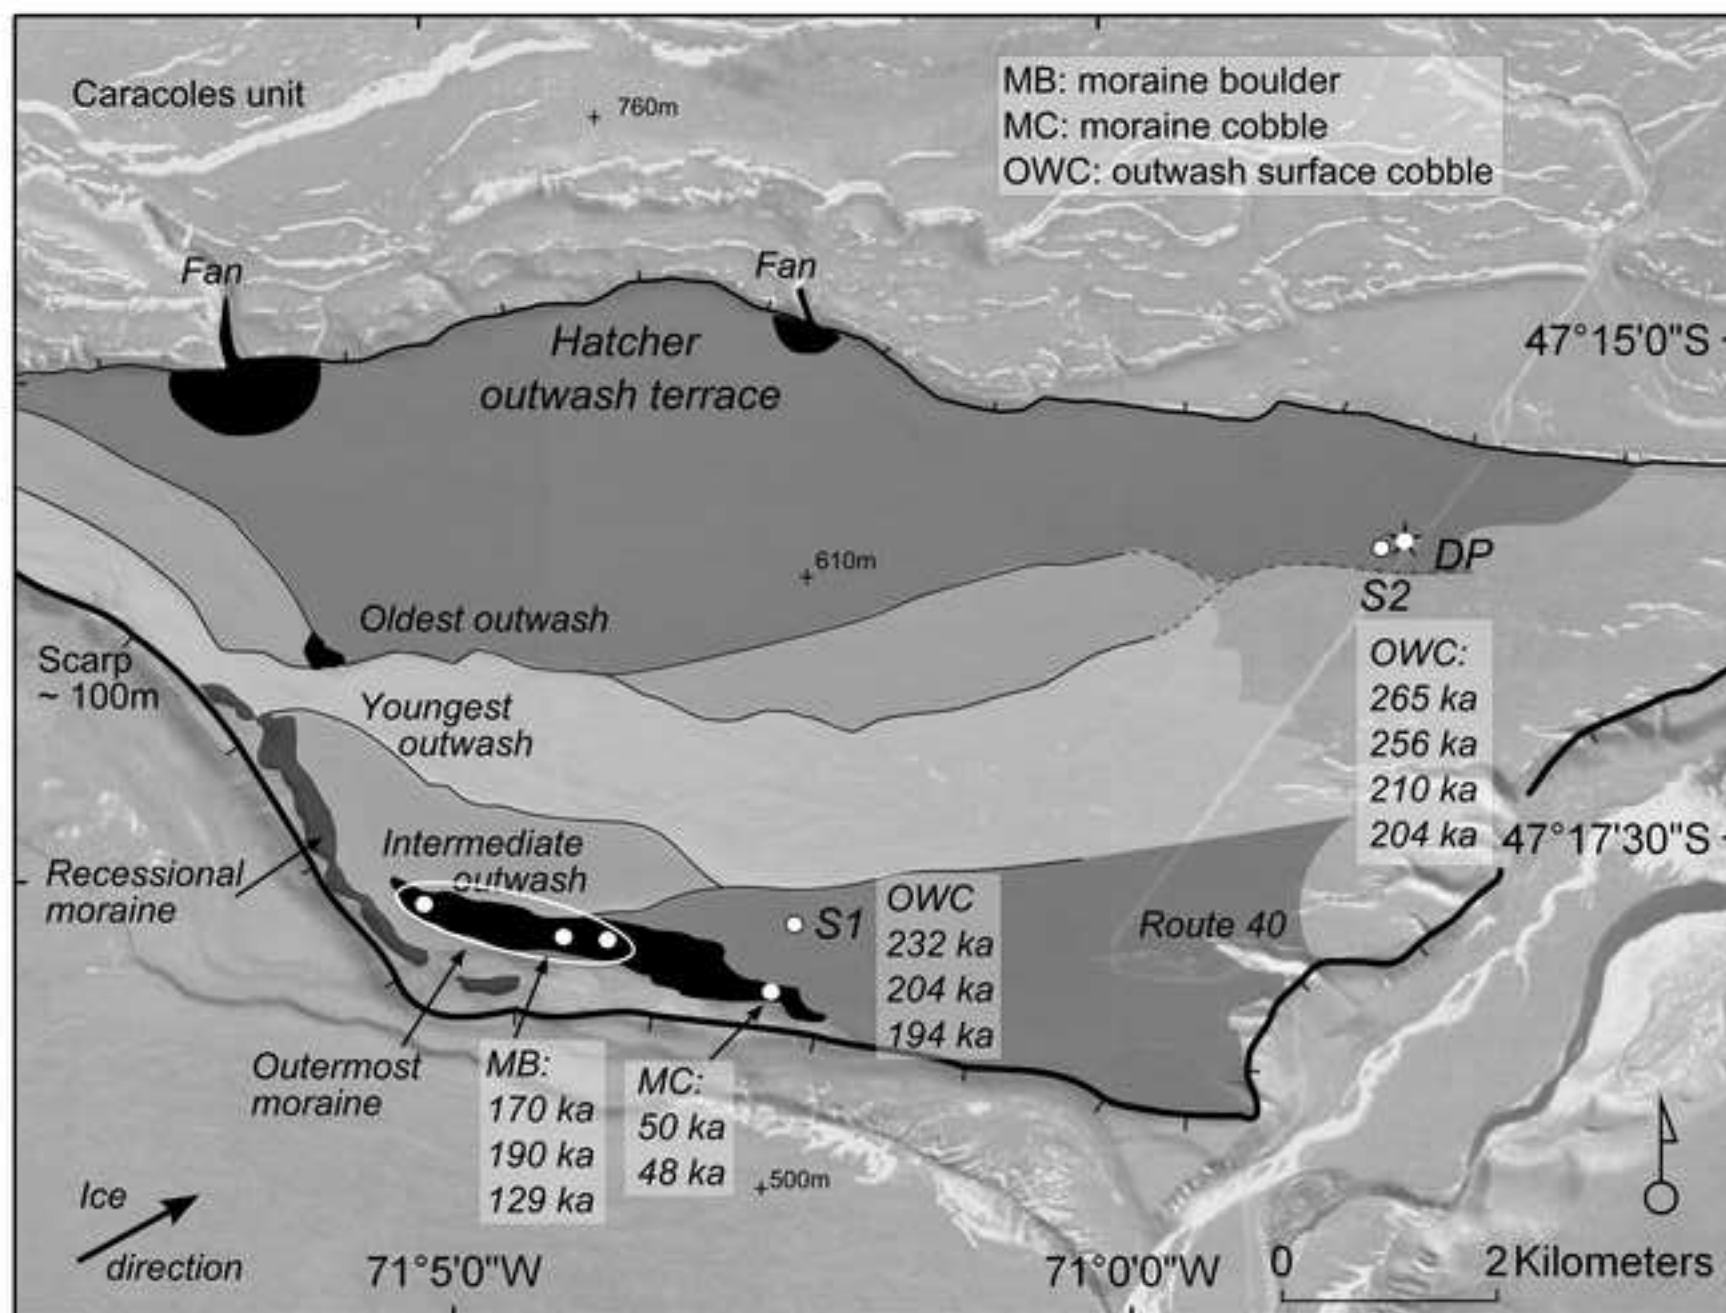 Caracoles unit
760m
MB: moraine boulder
MC: moraine cobble
OWC: outwash surface cobble
Fan
Fan
Hatcher
outwash terrace
47°15'0"S
610m
DP
S2
Oldest outwash
Scarp
~ 100m
OWC:
265 ka
256 ka
210 ka
204 ka
Youngest
outwash
47°17'30"S
Intermediate
outwash
Recessional
moraine
OWC
232 ka
204 ka
194 ka
S1
Route 40
Outermost
moraine
MB:
170 ka
190 ka
129 ka
MC:
50 ka
48 ka
500m
Ice
direction
71°5'0"W
71°0'0"W
0
2 Kilometers